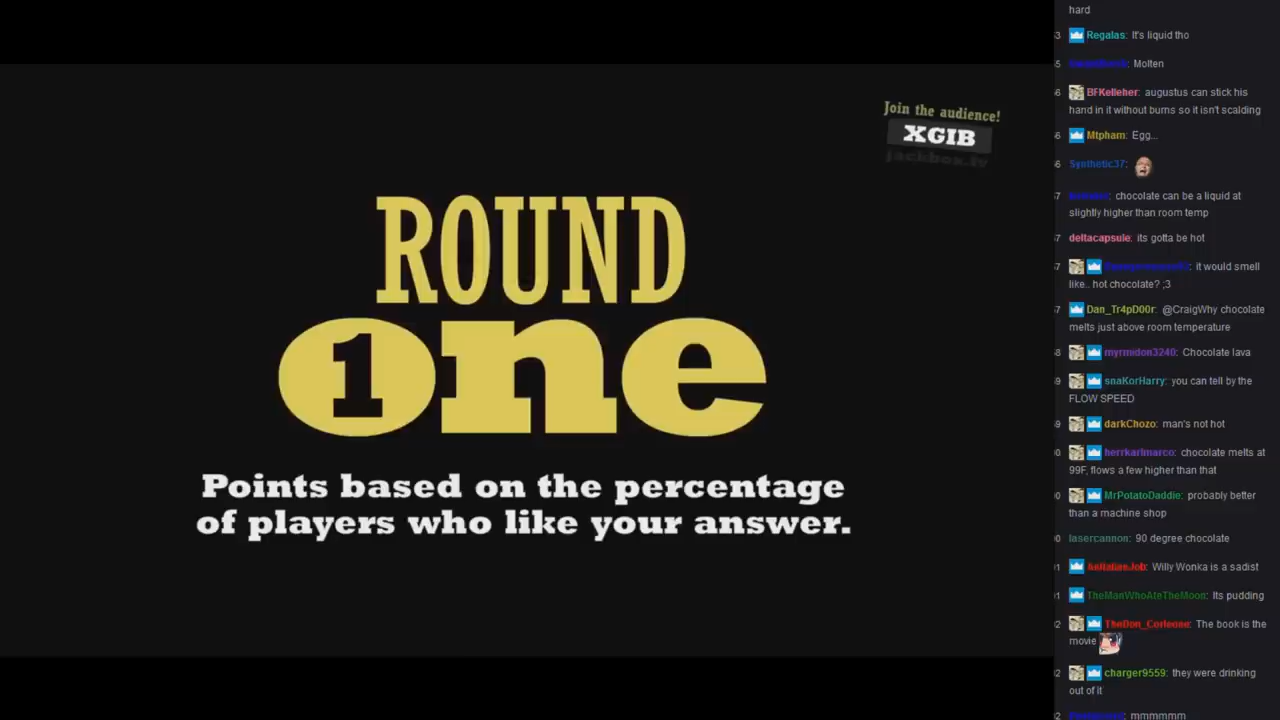 Join the audience!
XGIB
jackbox.tv
ROUND
1
one
Points based on the percentage
of players who like your answer.
hard
Regalas: It's liquid tho
Molten
BFKelleher: augustus can stick his
hand in it without burns so it isn't scalding
Mtpham: Egg...
Synthetic37:
chocolate can be a liquid at
slightly higher than room temp
deltacapsule: its gotta be hot
it would smell
like.. hot chocolate? ;3
Dan_Tr4pD00r: @CraigWhy chocolate
melts just above room temperature
myrmidon3240: Chocolate lava
snaKorHarry: you can tell by the
FLOW SPEED
darkChozo: man's not hot
herrkarlmarco: chocolate melts at
99F, flows a few higher than that
MrPotatoDaddie: probably better
than a machine shop
lasercannon: 90 degree chocolate
AnItalianJob: Willy Wonka is a sadist
TheManWhoAteTheMoon: Its pudding
TheDon_Corleone: The book is the
movie
charger9559: they were drinking
out of it
mmmmmm